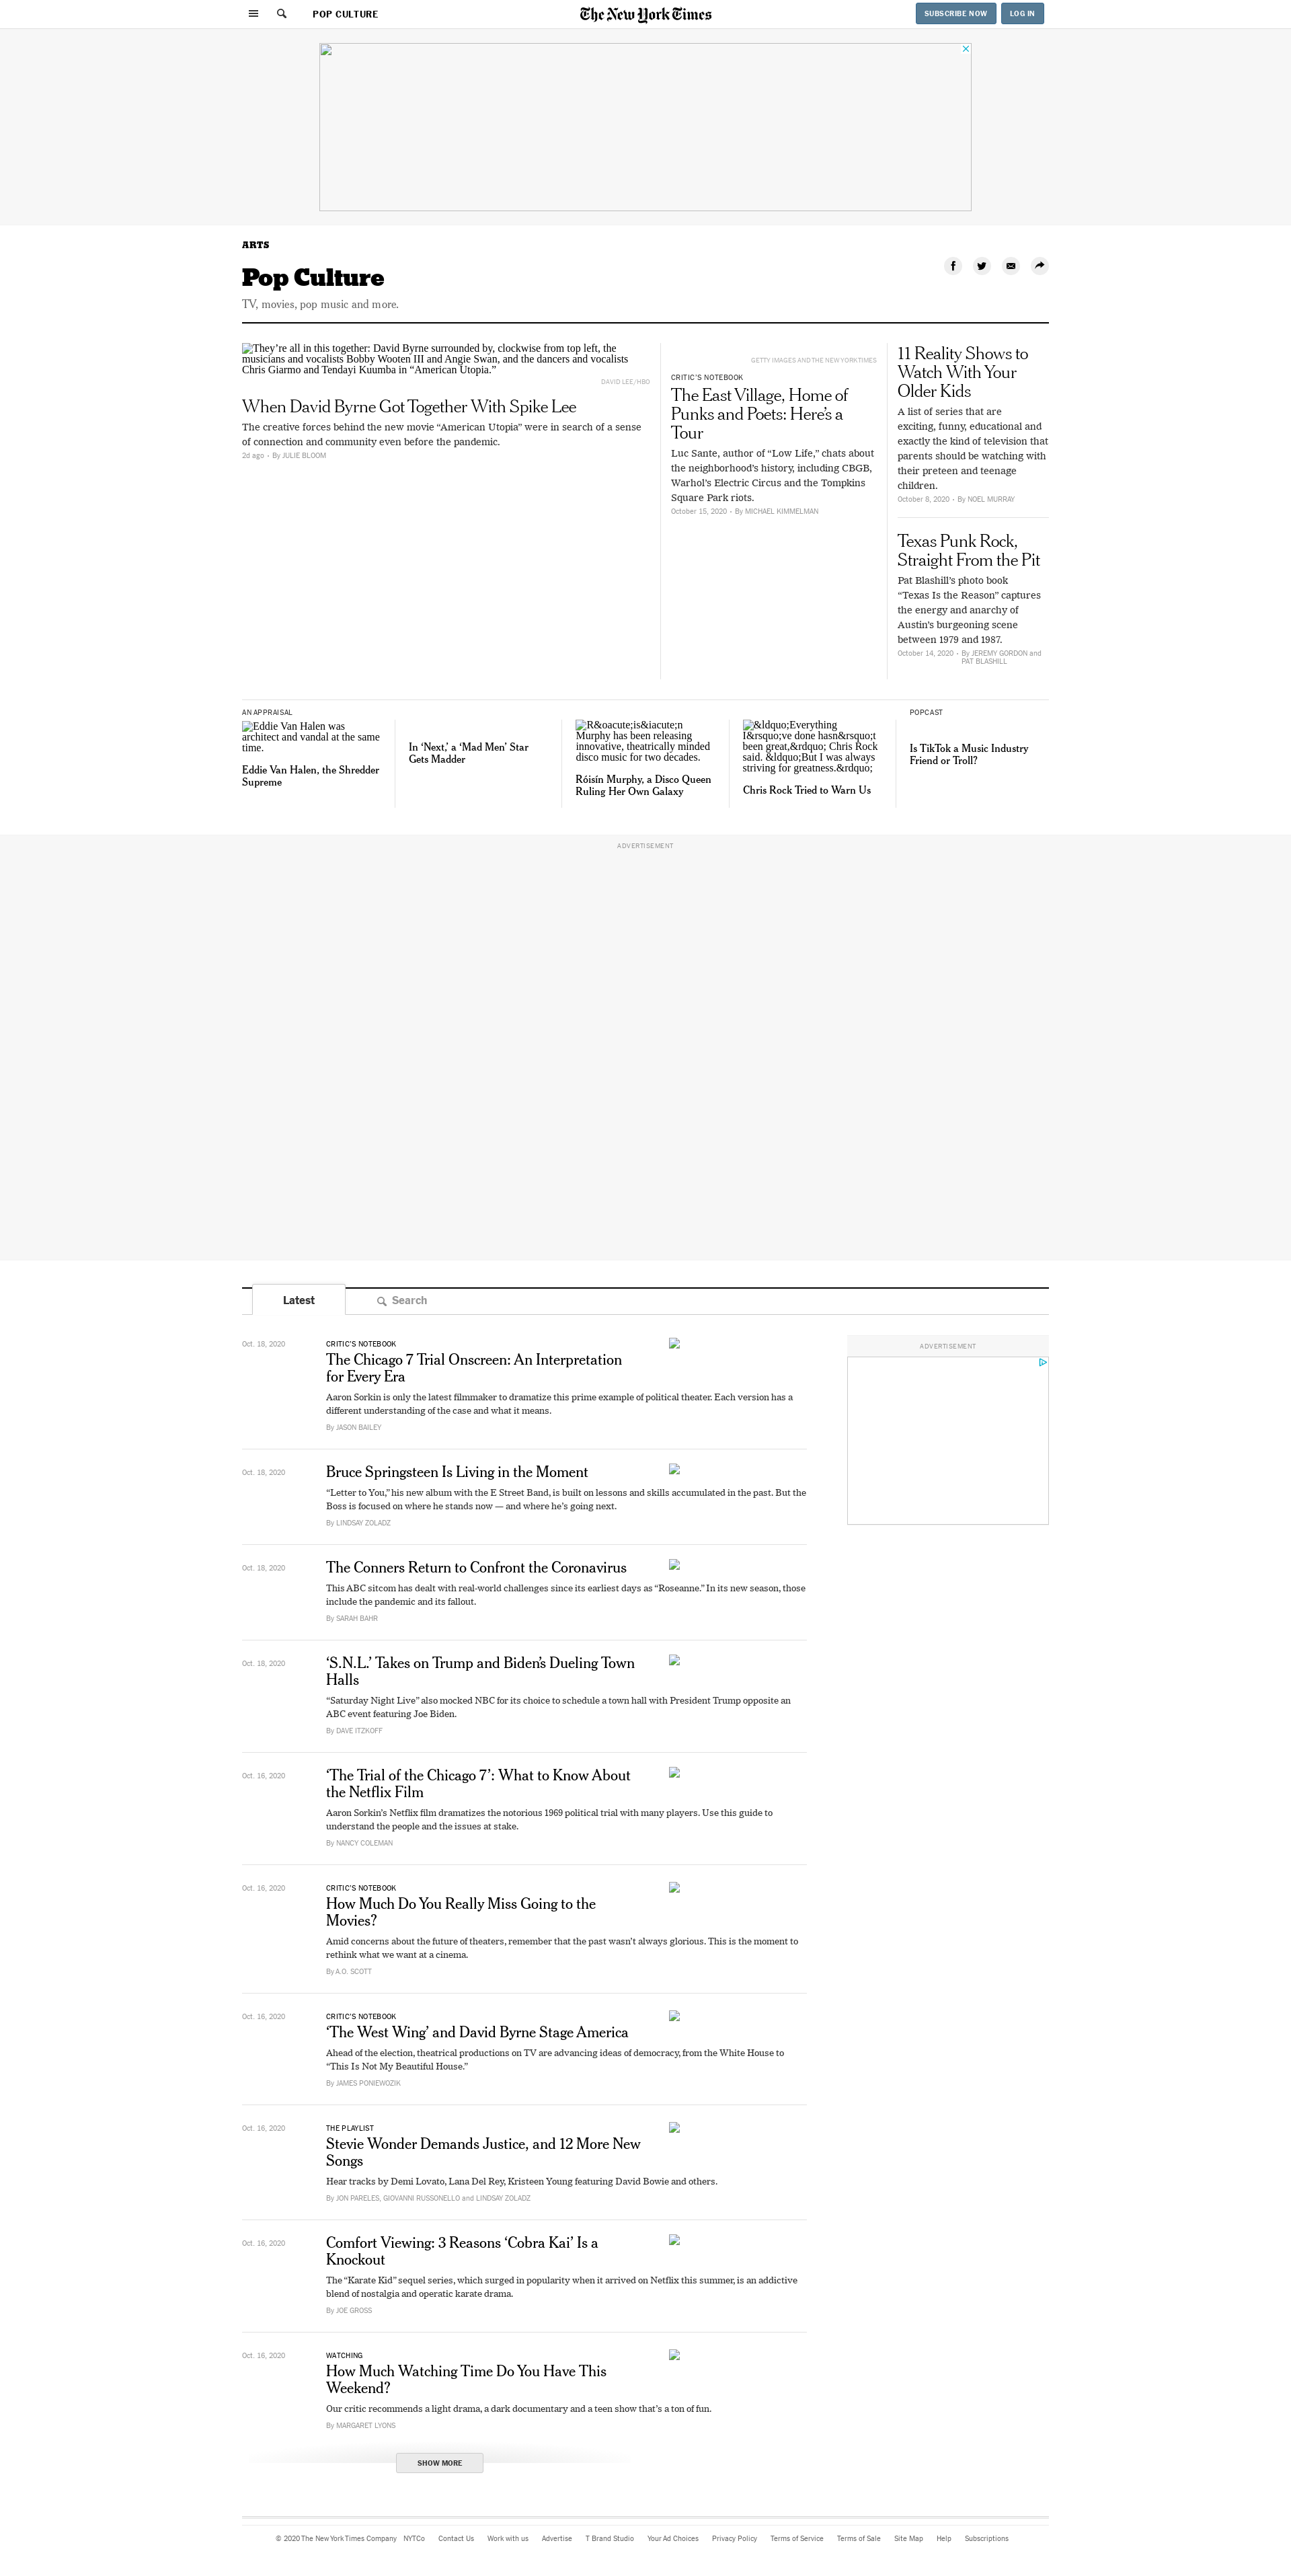 POP CULTURE
The New York Times
SUBSCRIBE NOW
LOG IN
ARTS
Pop Culture
TV, movies, pop music and more.
They’re all in this together: David Byrne surrounded by, clockwise from top left, the
musicians and vocalists Bobby Wooten III and Angie Swan, and the dancers and vocalists
Chris Giarmo and Tendayi Kuumba in “American Utopia.”
DAVID LEE/HBO
When David Byrne Got Together With Spike Lee
The creative forces behind the new movie “American Utopia” were in search of a sense
of connection and community even before the pandemic.
2d ago • By JULIE BLOOM
GETTY IMAGES AND THE NEW YORK TIMES
CRITIC’S NOTEBOOK
The East Village, Home of
Punks and Poets: Here’s a
Tour
Luc Sante, author of “Low Life,” chats about
the neighborhood’s history, including CBGB,
Warhol’s Electric Circus and the Tompkins
Square Park riots.
October 15, 2020 • By MICHAEL KIMMELMAN
11 Reality Shows to
Watch With Your
Older Kids
A list of series that are
exciting, funny, educational and
exactly the kind of television that
parents should be watching with
their preteen and teenage
children.
October 8, 2020 • By NOEL MURRAY
Texas Punk Rock,
Straight From the Pit
Pat Blashill’s photo book
“Texas Is the Reason” captures
the energy and anarchy of
Austin’s burgeoning scene
between 1979 and 1987.
October 14, 2020 • By JEREMY GORDON and
PAT BLASHILL
AN APPRAISAL
Eddie Van Halen was
architect and vandal at the same
time.
Eddie Van Halen, the Shredder
Supreme
In ‘Next,’ a ‘Mad Men’ Star
Gets Madder
R&oacute;is&iacute;n
Murphy has been releasing
innovative, theatrically minded
disco music for two decades.
Róisín Murphy, a Disco Queen
Ruling Her Own Galaxy
&ldquo;Everything
I&rsquo;ve done hasn&rsquo;t
been great,&rdquo; Chris Rock
said. &ldquo;But I was always
striving for greatness.&rdquo;
Chris Rock Tried to Warn Us
POPCAST
Is TikTok a Music Industry
Friend or Troll?
ADVERTISEMENT
Latest
Search
Oct. 18, 2020
CRITIC’S NOTEBOOK
The Chicago 7 Trial Onscreen: An Interpretation
for Every Era
Aaron Sorkin is only the latest filmmaker to dramatize this prime example of political theater. Each version has a
different understanding of the case and what it means.
By JASON BAILEY
ADVERTISEMENT
Oct. 18, 2020
Bruce Springsteen Is Living in the Moment
“Letter to You,” his new album with the E Street Band, is built on lessons and skills accumulated in the past. But the
Boss is focused on where he stands now — and where he’s going next.
By LINDSAY ZOLADZ
Oct. 18, 2020
The Conners Return to Confront the Coronavirus
This ABC sitcom has dealt with real-world challenges since its earliest days as “Roseanne.” In its new season, those
include the pandemic and its fallout.
By SARAH BAHR
Oct. 18, 2020
‘S.N.L.’ Takes on Trump and Biden’s Dueling Town
Halls
“Saturday Night Live” also mocked NBC for its choice to schedule a town hall with President Trump opposite an
ABC event featuring Joe Biden.
By DAVE ITZKOFF
Oct. 16, 2020
‘The Trial of the Chicago 7’: What to Know About
the Netflix Film
Aaron Sorkin’s Netflix film dramatizes the notorious 1969 political trial with many players. Use this guide to
understand the people and the issues at stake.
By NANCY COLEMAN
Oct. 16, 2020
CRITIC’S NOTEBOOK
How Much Do You Really Miss Going to the
Movies?
Amid concerns about the future of theaters, remember that the past wasn’t always glorious. This is the moment to
rethink what we want at a cinema.
By A.O. SCOTT
Oct. 16, 2020
CRITIC’S NOTEBOOK
‘The West Wing’ and David Byrne Stage America
Ahead of the election, theatrical productions on TV are advancing ideas of democracy, from the White House to
“This Is Not My Beautiful House.”
By JAMES PONIEWOZIK
Oct. 16, 2020
THE PLAYLIST
Stevie Wonder Demands Justice, and 12 More New
Songs
Hear tracks by Demi Lovato, Lana Del Rey, Kristeen Young featuring David Bowie and others.
By JON PARELES, GIOVANNI RUSSONELLO and LINDSAY ZOLADZ
Oct. 16, 2020
Comfort Viewing: 3 Reasons ‘Cobra Kai’ Is a
Knockout
The “Karate Kid” sequel series, which surged in popularity when it arrived on Netflix this summer, is an addictive
blend of nostalgia and operatic karate drama.
By JOE GROSS
Oct. 16, 2020
WATCHING
How Much Watching Time Do You Have This
Weekend?
Our critic recommends a light drama, a dark documentary and a teen show that’s a ton of fun.
By MARGARET LYONS
SHOW MORE
© 2020 The New York Times Company NYTCo Contact Us Work with us Advertise T Brand Studio Your Ad Choices Privacy Policy Terms of Service Terms of Sale Site Map Help Subscriptions